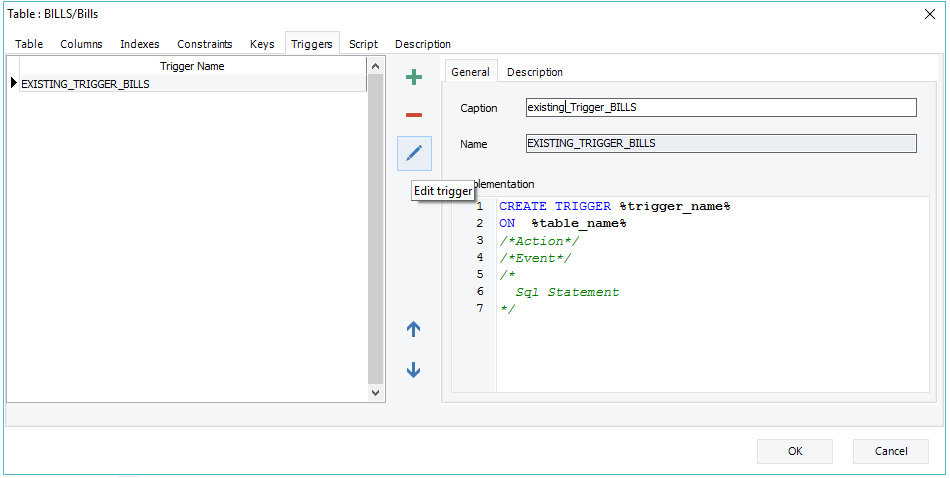 Table : BILLS/Bills
Table Columns Indexes Constraints Keys Triggers Script Description
Trigger Name
EXISTING_TRIGGER_BILLS
General Description
Caption existing_Trigger_BILLS
Name EXISTING_TRIGGER_BILLS
Edit trigger
lementation
1 CREATE TRIGGER %trigger_name%
2 ON %table_name%
3 /*Action*/
4 /*Event*/
5 /*
6 Sql Statement
7 */
OK Cancel